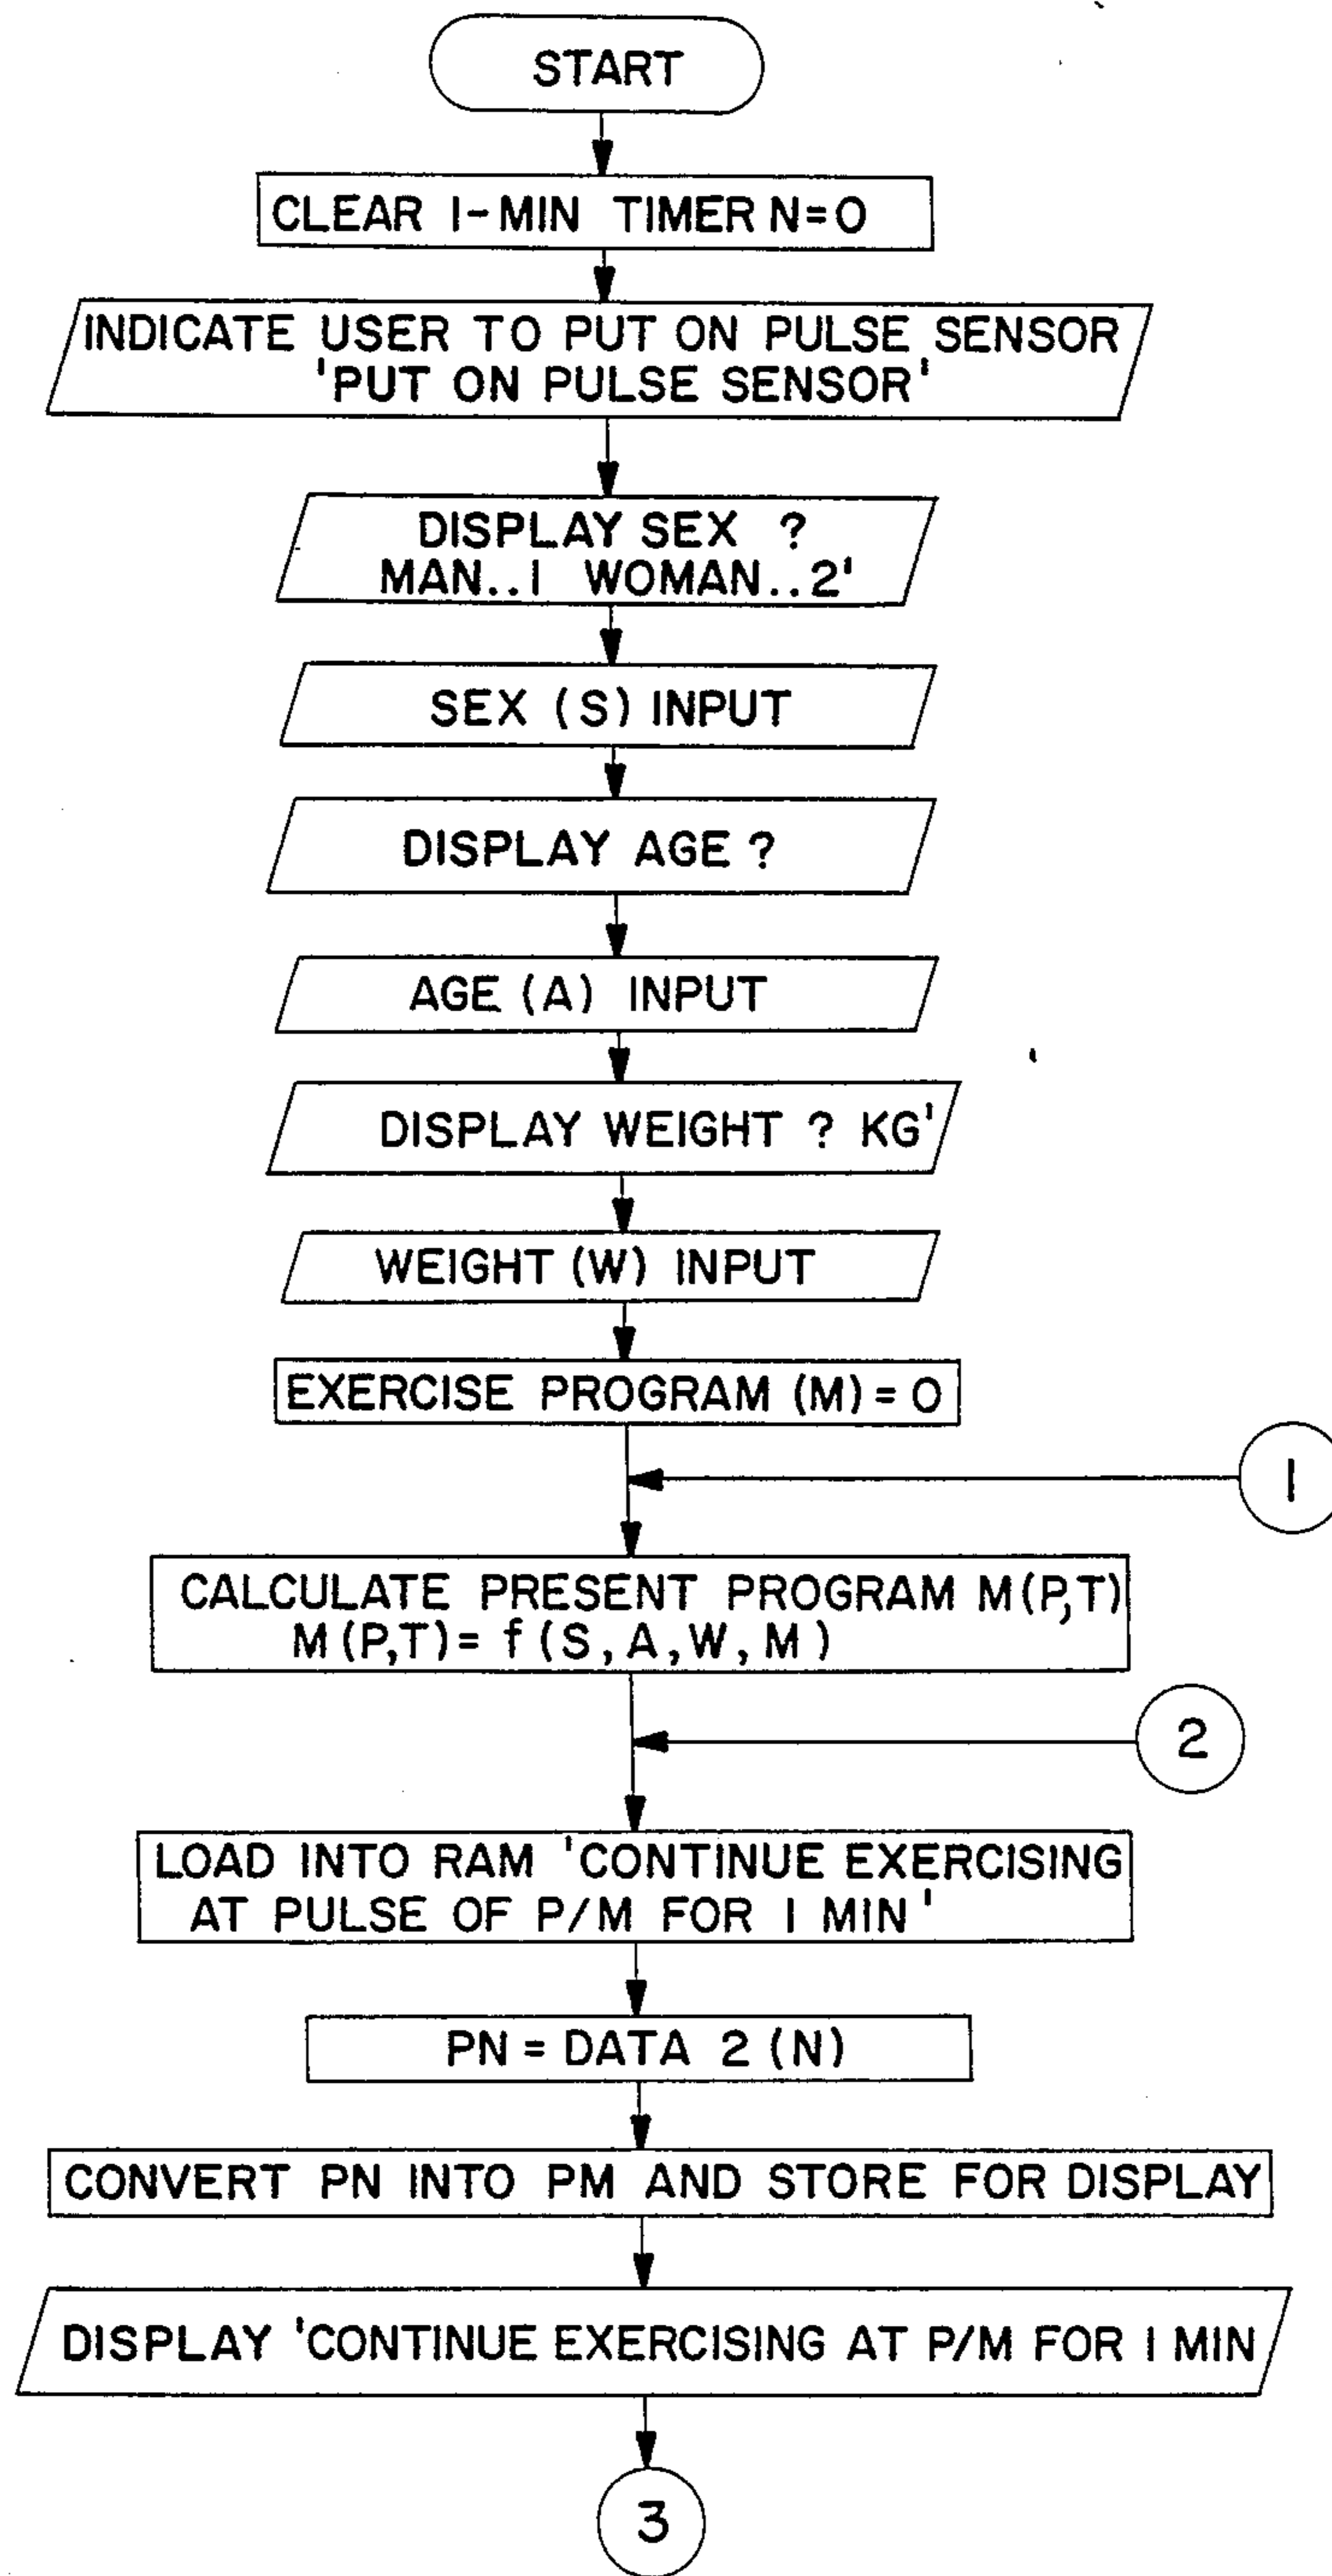 START
CLEAR 1-MIN TIMER N=0
INDICATE USER TO PUT ON PULSE SENSOR
'PUT ON PULSE SENSOR'
DISPLAY SEX ?
MAN..1 WOMAN..2'
SEX (S) INPUT
DISPLAY AGE ?
AGE (A) INPUT
DISPLAY WEIGHT ? KG'
WEIGHT (W) INPUT
EXERCISE PROGRAM (M) = 0
1
CALCULATE PRESENT PROGRAM M(P,T)
M(P,T) = f(S,A,W,M)
2
LOAD INTO RAM 'CONTINUE EXERCISING
AT PULSE OF P/M FOR 1 MIN'
PN = DATA 2 (N)
CONVERT PN INTO PM AND STORE FOR DISPLAY
DISPLAY 'CONTINUE EXERCISING AT P/M FOR 1 MIN
3